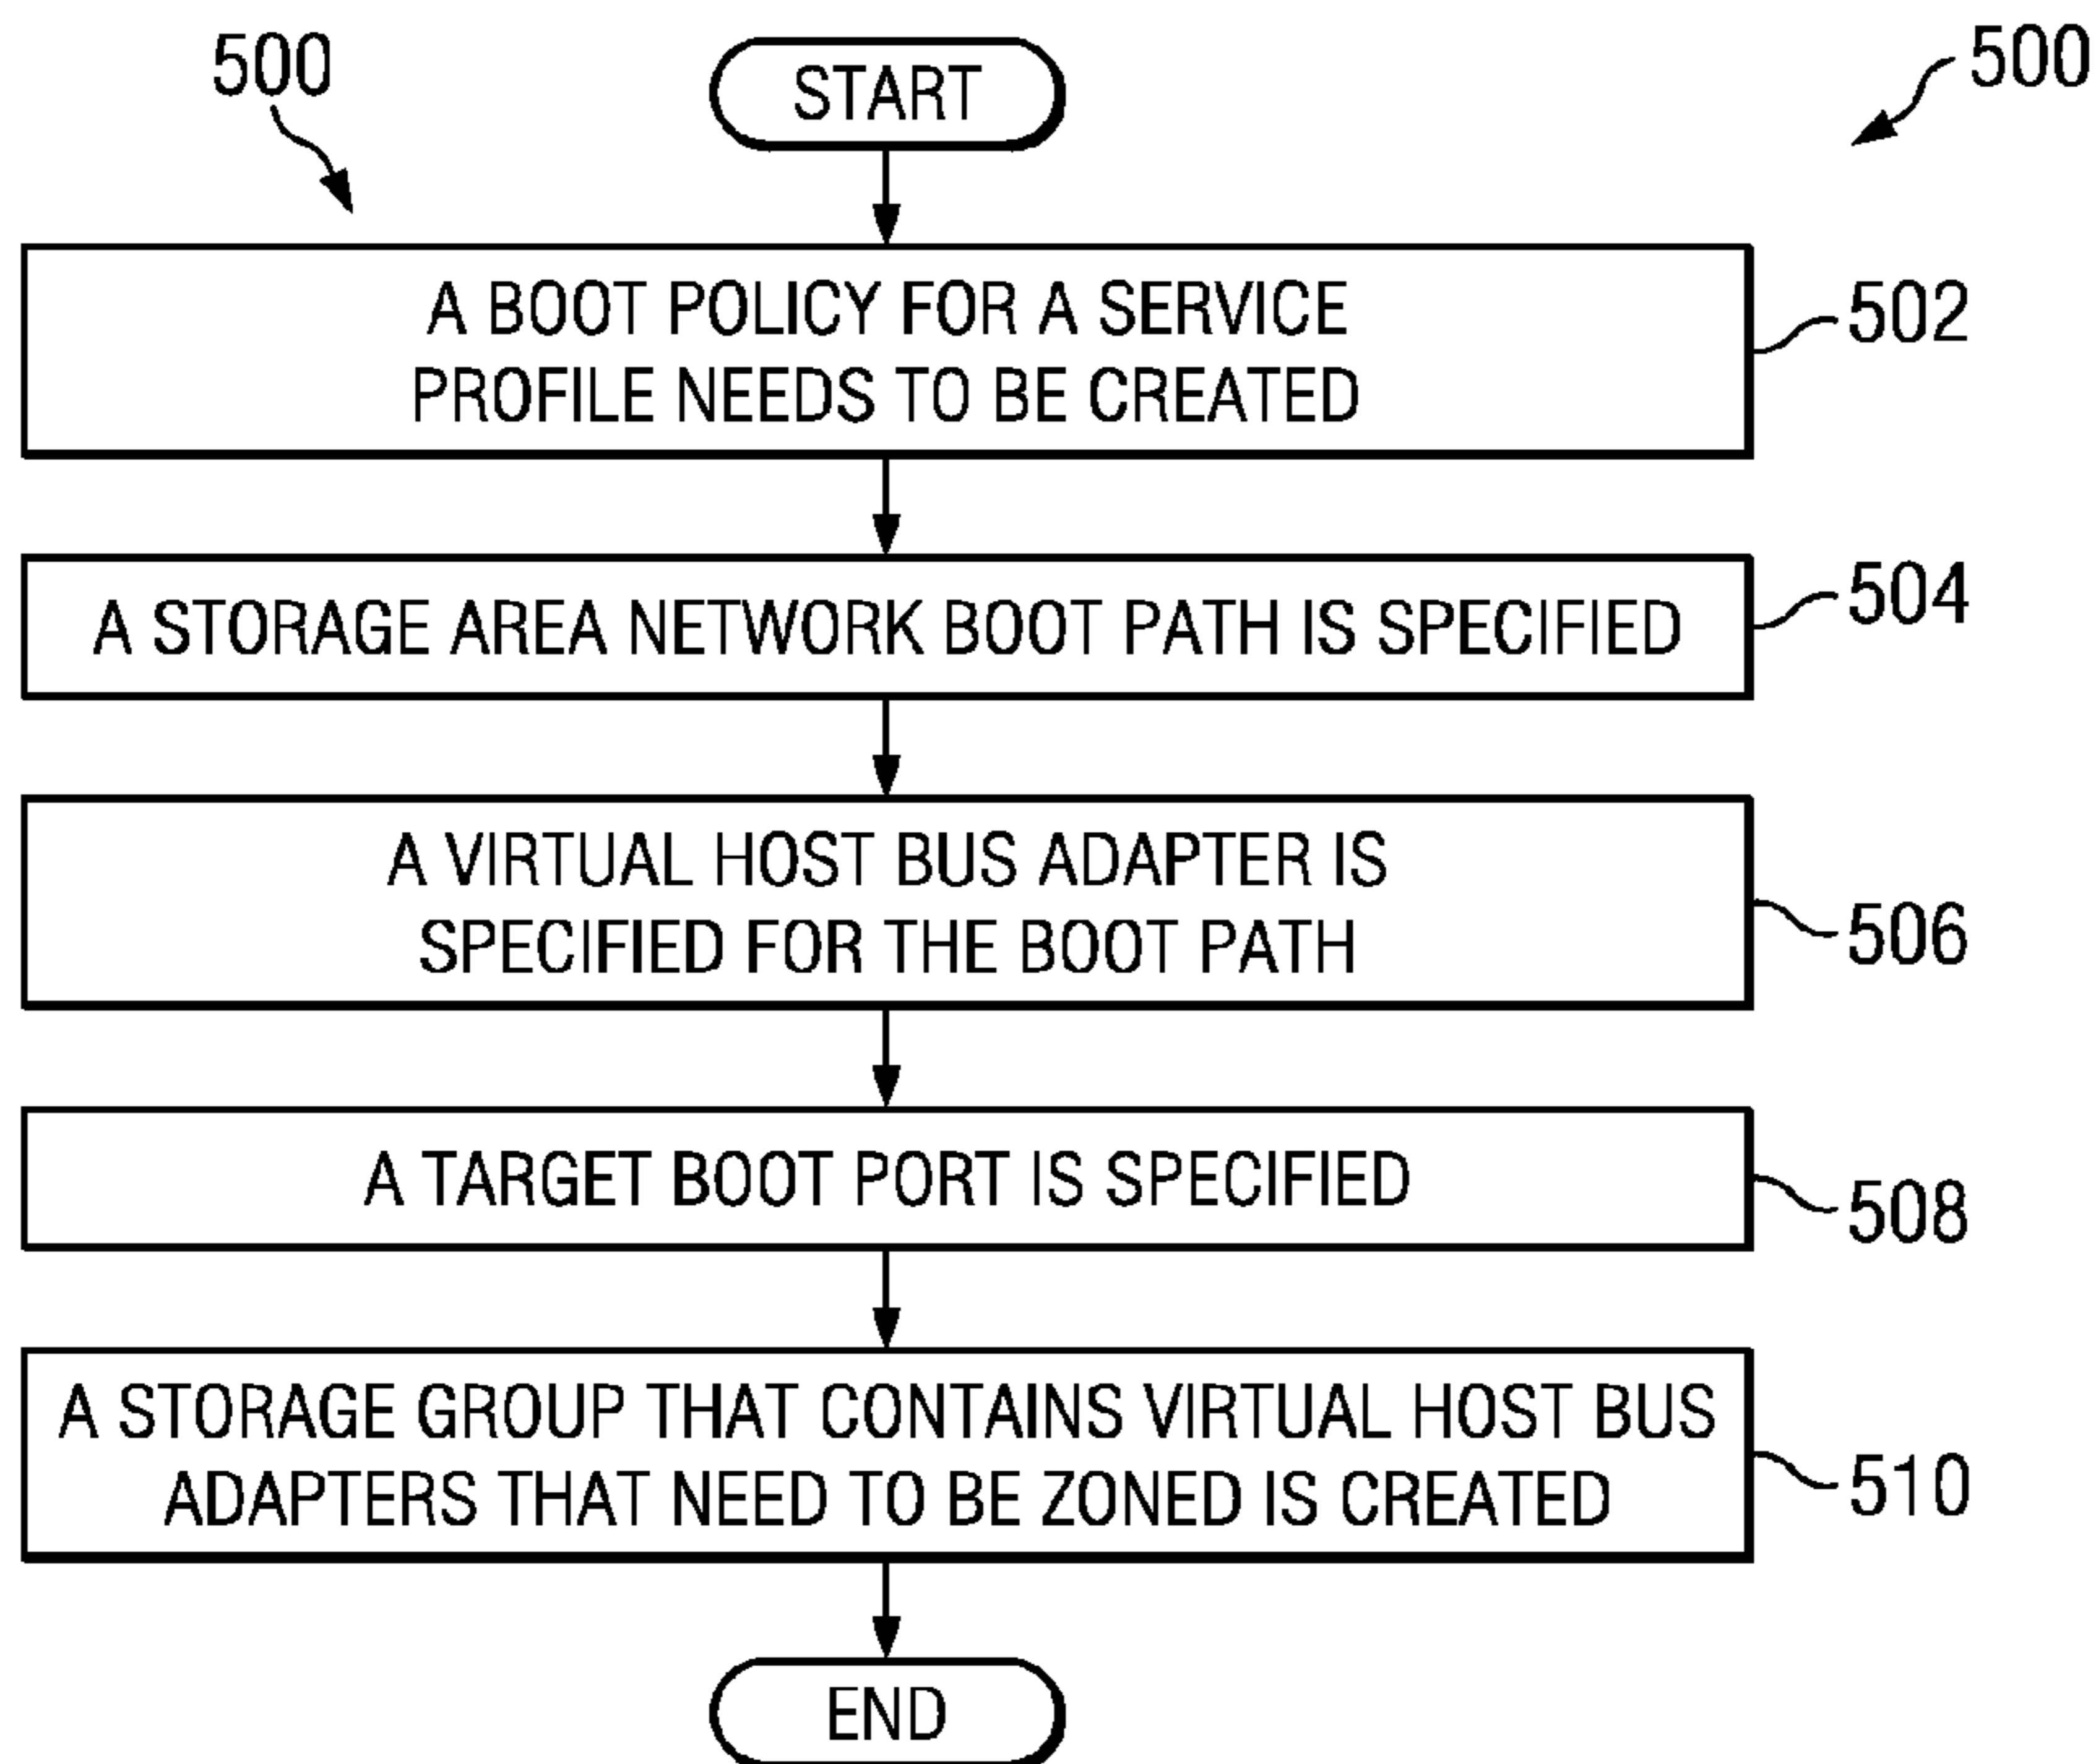 500
START
500
A BOOT POLICY FOR A SERVICE
PROFILE NEEDS TO BE CREATED
502
A STORAGE AREA NETWORK BOOT PATH IS SPECIFIED
504
A VIRTUAL HOST BUS ADAPTER IS
SPECIFIED FOR THE BOOT PATH
506
A TARGET BOOT PORT IS SPECIFIED
508
A STORAGE GROUP THAT CONTAINS VIRTUAL HOST BUS
ADAPTERS THAT NEED TO BE ZONED IS CREATED
510
END